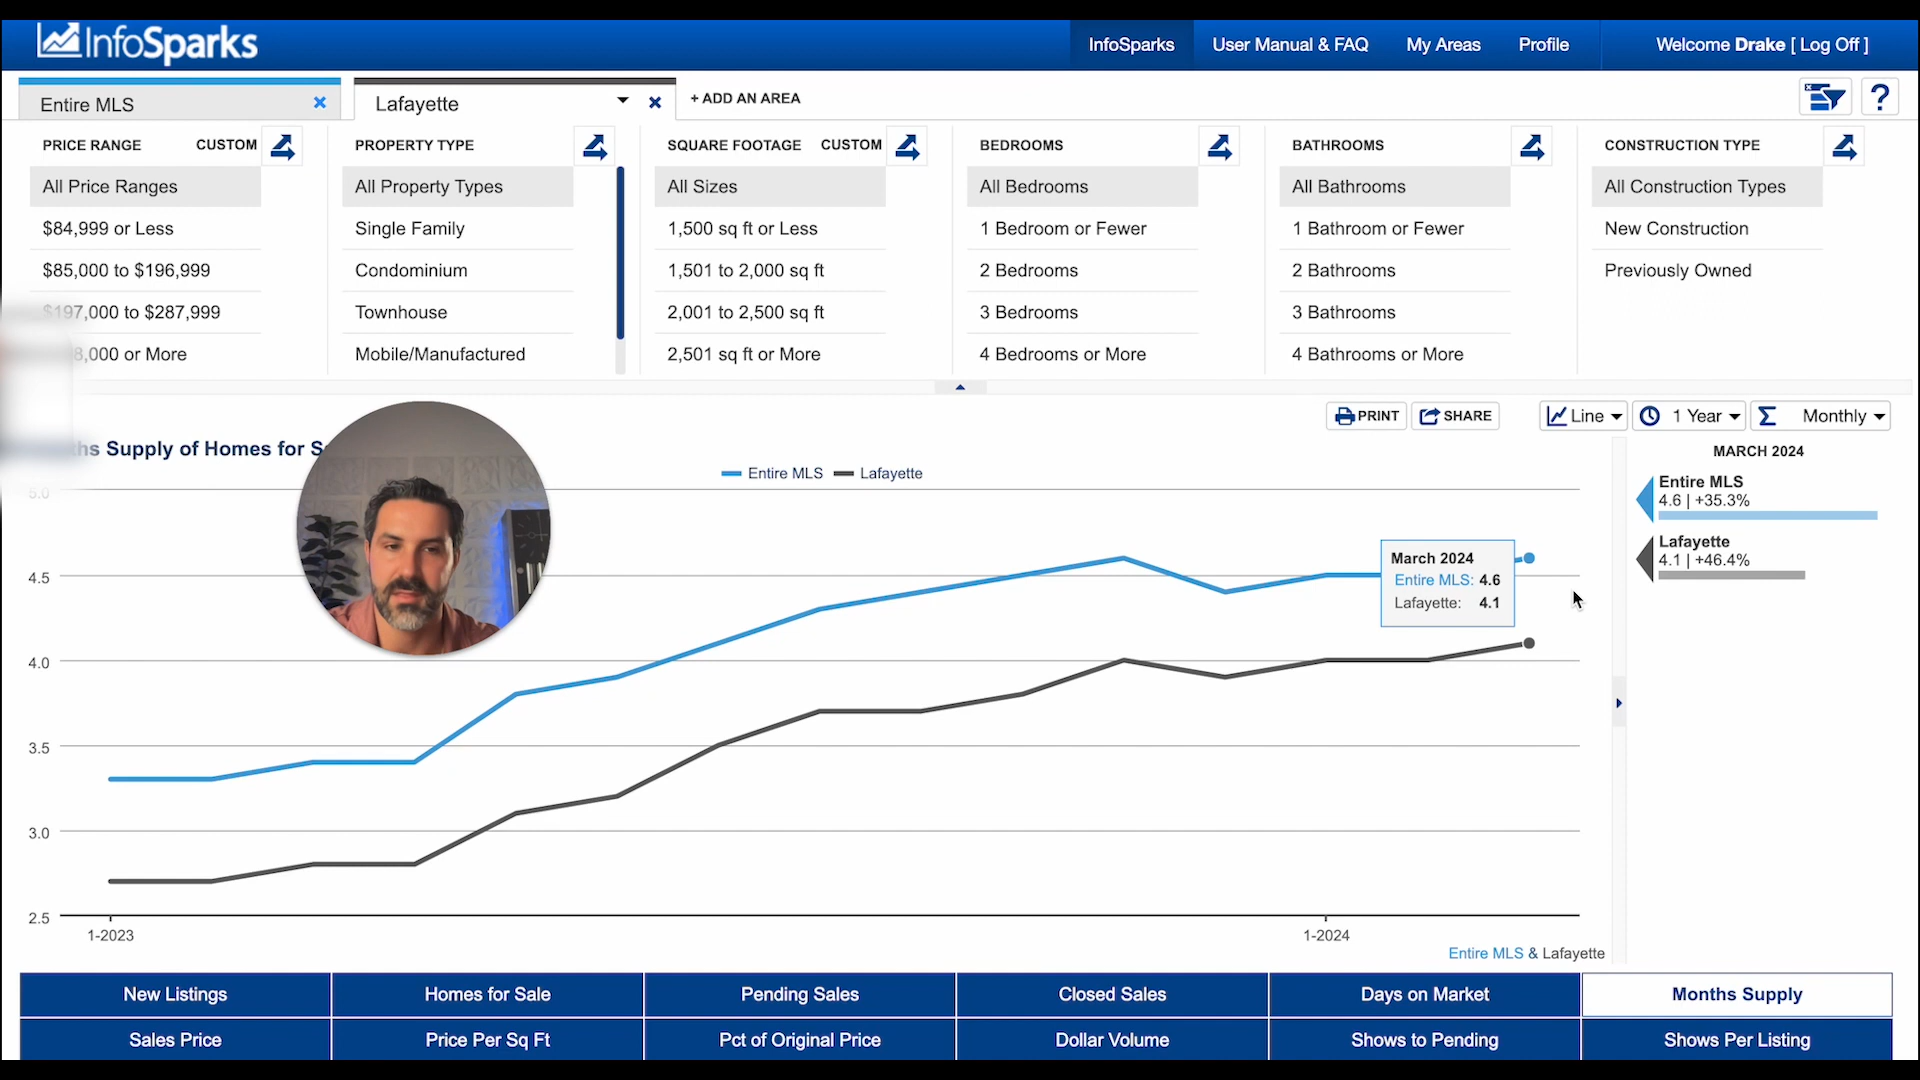 InfoSparks
InfoSparks User Manual & FAQ My Areas Profile Welcome Drake [ Log Off ]
Entire MLS Lafayette + ADD AN AREA ?
PRICE RANGE CUSTOM
All Price Ranges
$84,999 or Less
$85,000 to $196,999
$197,000 to $287,999
8,000 or More
PROPERTY TYPE
All Property Types
Single Family
Condominium
Townhouse
Mobile/Manufactured
SQUARE FOOTAGE CUSTOM
All Sizes
1,500 sq ft or Less
1,501 to 2,000 sq ft
2,001 to 2,500 sq ft
2,501 sq ft or More
BEDROOMS
All Bedrooms
1 Bedroom or Fewer
2 Bedrooms
3 Bedrooms
4 Bedrooms or More
BATHROOMS
All Bathrooms
1 Bathroom or Fewer
2 Bathrooms
3 Bathrooms
4 Bathrooms or More
CONSTRUCTION TYPE
All Construction Types
New Construction
Previously Owned
PRINT SHARE Line 1 Year Monthly
hs Supply of Homes for S
Entire MLS Lafayette
5.0
4.5
4.0
3.5
3.0
2.5
1-2023 1-2024
March 2024
Entire MLS: 4.6
Lafayette: 4.1
Entire MLS & Lafayette
MARCH 2024
Entire MLS
4.6 | +35.3%
Lafayette
4.1 | +46.4%
New Listings Homes for Sale Pending Sales Closed Sales Days on Market Months Supply
Sales Price Price Per Sq Ft Pct of Original Price Dollar Volume Shows to Pending Shows Per Listing